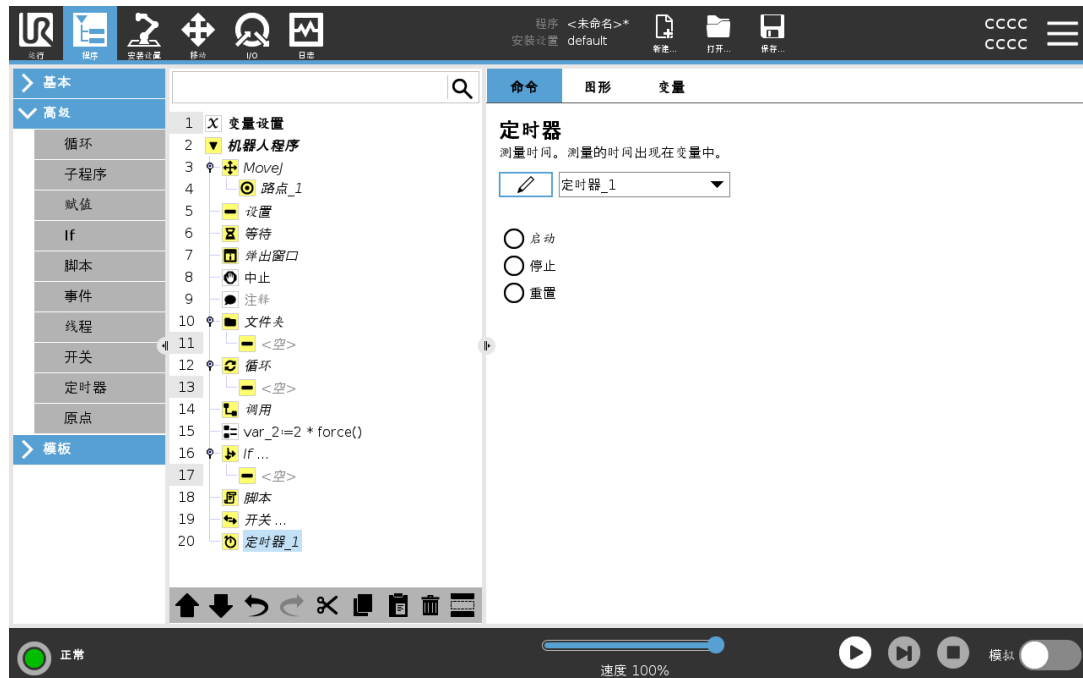 UR
运行 程序 安装设置 移动 I/O 日志
程序 <未命名>*
安装设置 default
新建... 打开... 保存...
CCCC
CCCC
基本
高级
循环
子程序
赋值
If
脚本
事件
线程
开关
定时器
原点
模板
1 X 变量设置
2 机器人程序
3 MoveJ
4 路点_1
5 设置
6 等待
7 弹出窗口
8 中止
9 注释
10 文件夹
11 <空>
12 循环
13 <空>
14 调用
15 var_2≔2 * force()
16 If ...
17 <空>
18 脚本
19 开关 ...
20 定时器_1
命令 图形 变量
定时器
测量时间。测量的时间出现在变量中。
定时器_1
启动
停止
重置
正常
速度 100%
模拟